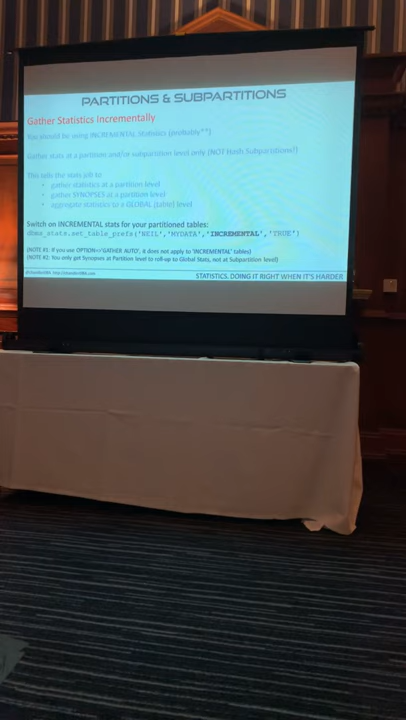 PARTITIONS & SUBPARTITIONS
Gather Statistics Incrementally
You should be using INCREMENTAL Statistics (probably**)
Gather stats at a partition and/or subpartition level only (NOT Hash Subpartitions!)
This tells the stats job to
• gather statistics at a partition level
• gather SYNOPSES at a partition level
• aggregate statistics to a GLOBAL (table) level
Switch on INCREMENTAL stats for your partitioned tables:
dbms_stats.set_table_prefs('NEIL','MYDATA','INCREMENTAL','TRUE')
(NOTE #1: If you use OPTION=>'GATHER AUTO', it does not apply to 'INCREMENTAL' tables)
(NOTE #2: You only get Synopses at Partition level to roll-up to Global Stats, not at Subpartition level)
STATISTICS. DOING IT RIGHT WHEN IT'S HARDER